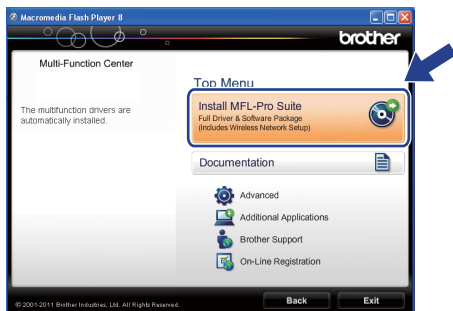 Macromedia Flash Player 8
brother
Multi-Function Center
The multifunction drivers are
automatically installed.
Top Menu
Install MFL-Pro Suite
Full Driver & Software Package
(Includes Wireless Network Setup)
Documentation
Advanced
Additional Applications
Brother Support
On-Line Registration
© 2001-2011 Brother Industries, Ltd. All Rights Reserved.
Back
Exit